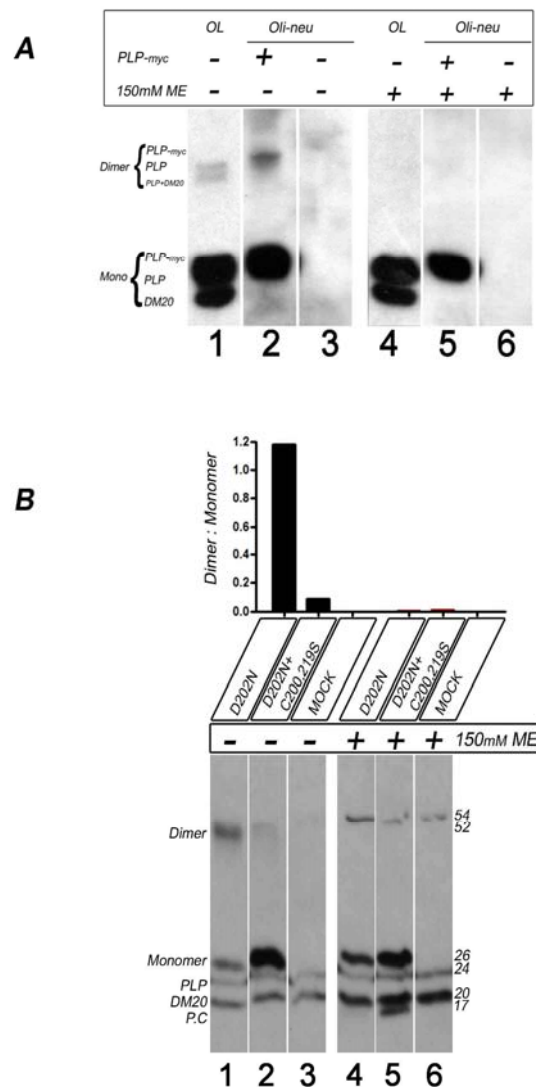 A
OL Oli-neu OL Oli-neu
PLP-myc - + - - + -
150mM ME - - - + + +
Dimer { PLP-myc
PLP
PLP+DM20
Mono { PLP-myc
PLP
DM20
1 2 3 4 5 6
B
Dimer : Monomer
1.2
1.0
0.8
0.6
0.4
0.2
0.0
D202N
D202N+
C200,219S
MOCK
D202N
D202N+
C200,219S
MOCK
- - - + + + 150mM ME
Dimer
Monomer
PLP
DM20
P.C
54
52
26
24
20
17
1 2 3 4 5 6